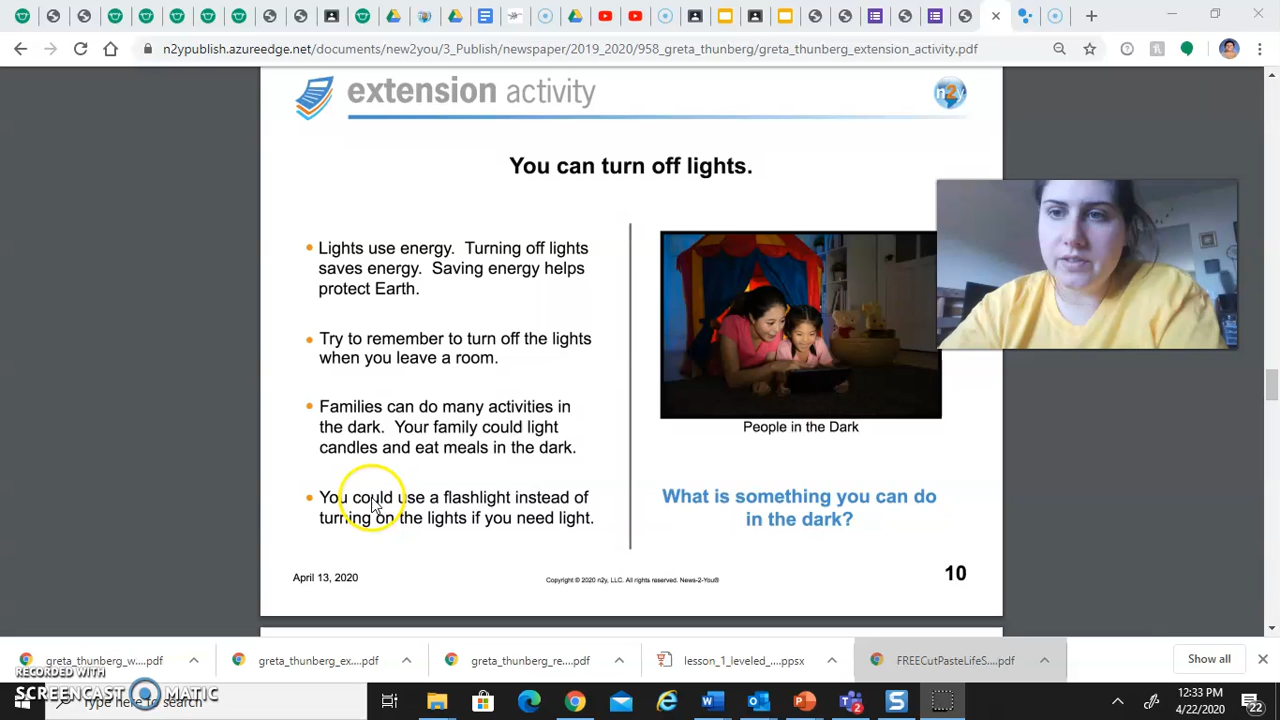 n2ypublish.azureedge.net/documents/new2you/3_Publish/newspaper/2019_2020/958_greta_thunberg/greta_thunberg_extension_activity.pdf
extension activity
n2y
You can turn off lights.
Lights use energy. Turning off lights
saves energy. Saving energy helps
protect Earth.
Try to remember to turn off the lights
when you leave a room.
Families can do many activities in
the dark. Your family could light
candles and eat meals in the dark.
You could use a flashlight instead of
turning on the lights if you need light.
People in the Dark
What is something you can do
in the dark?
April 13, 2020
Copyright © 2020 n2y, LLC. All rights reserved. News-2-You®
10
greta_thunberg_w....pdf
greta_thunberg_ex....pdf
greta_thunberg_re....pdf
lesson_1_leveled_....ppsx
FREECutPasteLifeS....pdf
Show all
RECORDED WITH
SCREENCAST MATIC
Type here to search
12:33 PM
4/22/2020
22